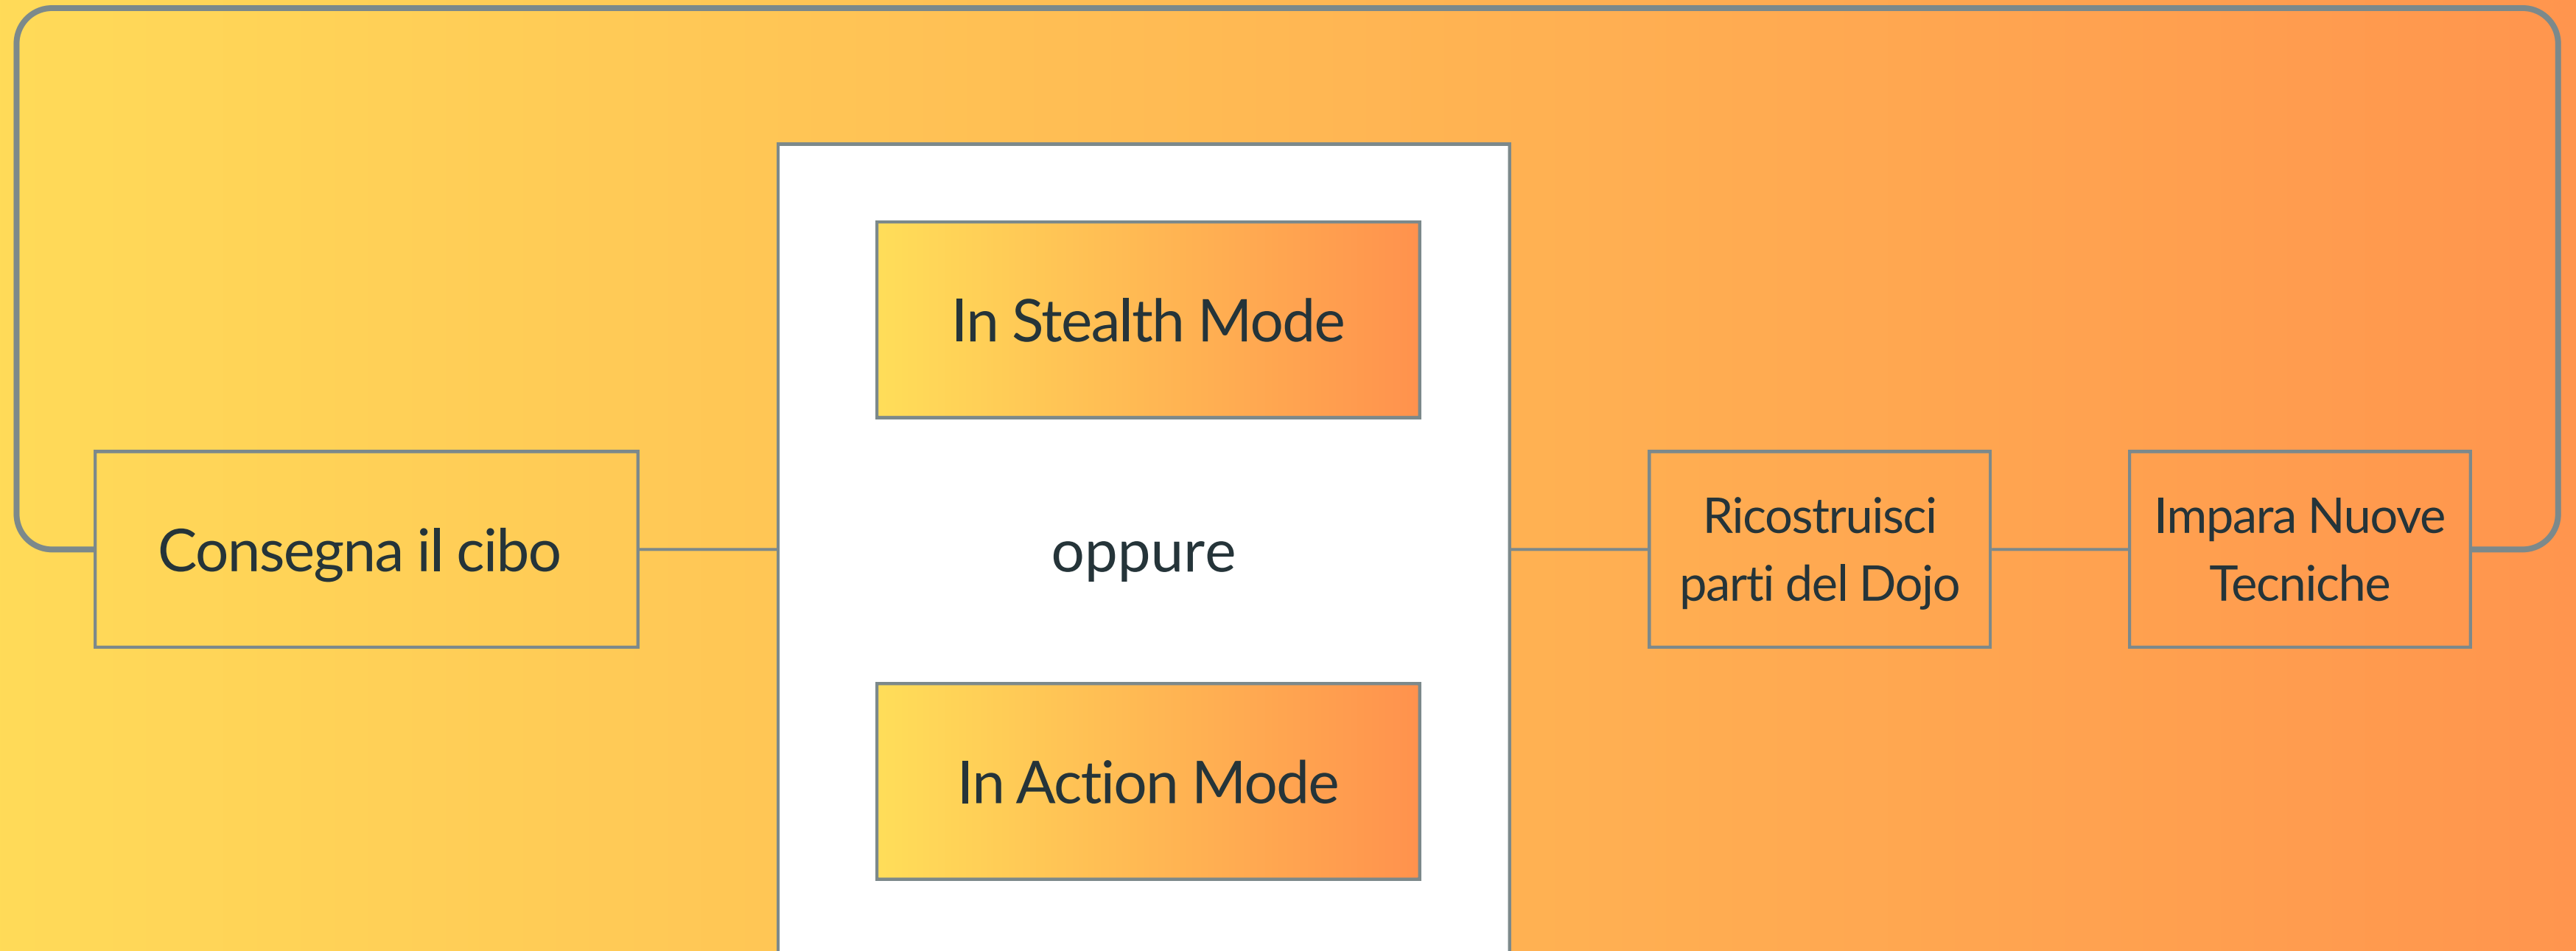 Consegna il cibo
In Stealth Mode
oppure
In Action Mode
Ricostruisci
parti del Dojo
Impara Nuove
Tecniche